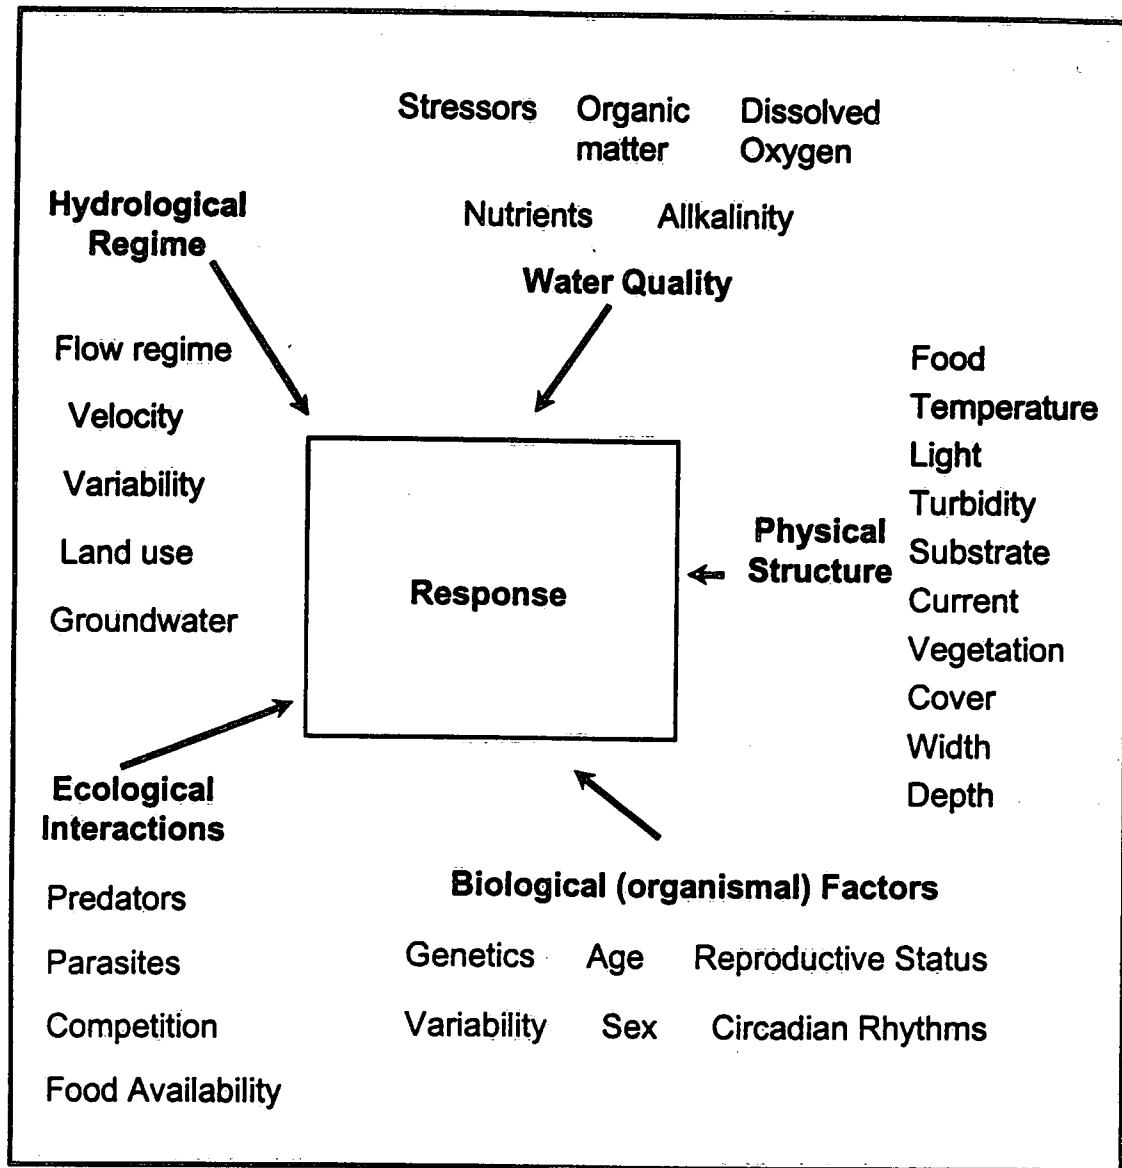 Stressors Organic matter Dissolved Oxygen
Nutrients Allkalinity
Water Quality
Hydrological
Regime
Flow regime
Velocity
Variability
Land use
Groundwater
Response
Physical
Structure
Food
Temperature
Light
Turbidity
Substrate
Current
Vegetation
Cover
Width
Depth
Ecological
Interactions
Predators
Parasites
Competition
Food Availability
Biological (organismal) Factors
Genetics Age Reproductive Status
Variability Sex Circadian Rhythms